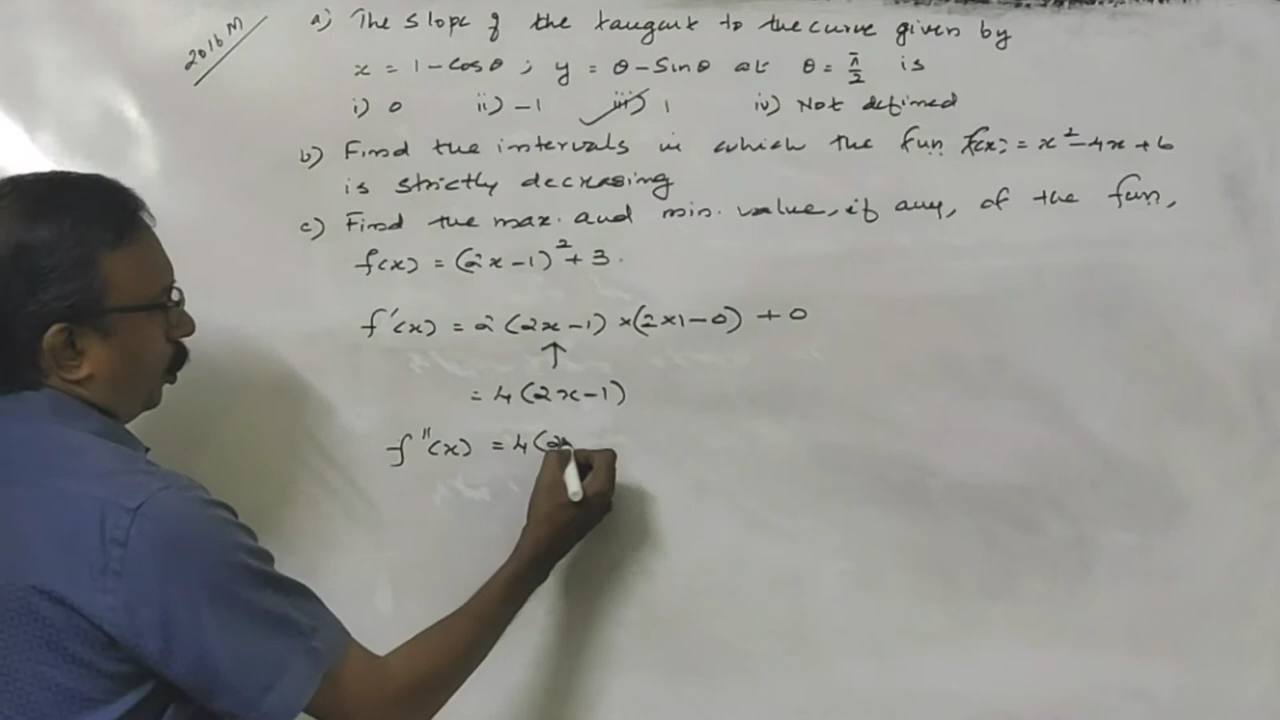 2016 M
a) The slope of the tangent to the curve given by
x = 1 - Cosθ ; y = θ - Sinθ at θ = π/2 is
i) 0 ii) -1 iii) 1 iv) Not defined
b) Find the intervals in which the fun. f(x) = x² - 4x + 6
is strictly decreasing
c) Find the max. and min. value, if any, of the fun,
f(x) = (2x-1)² + 3.
f'(x) = 2(2x-1) × (2×1-0) + 0
↑
= 4(2x-1)
f''(x) = 4(2x